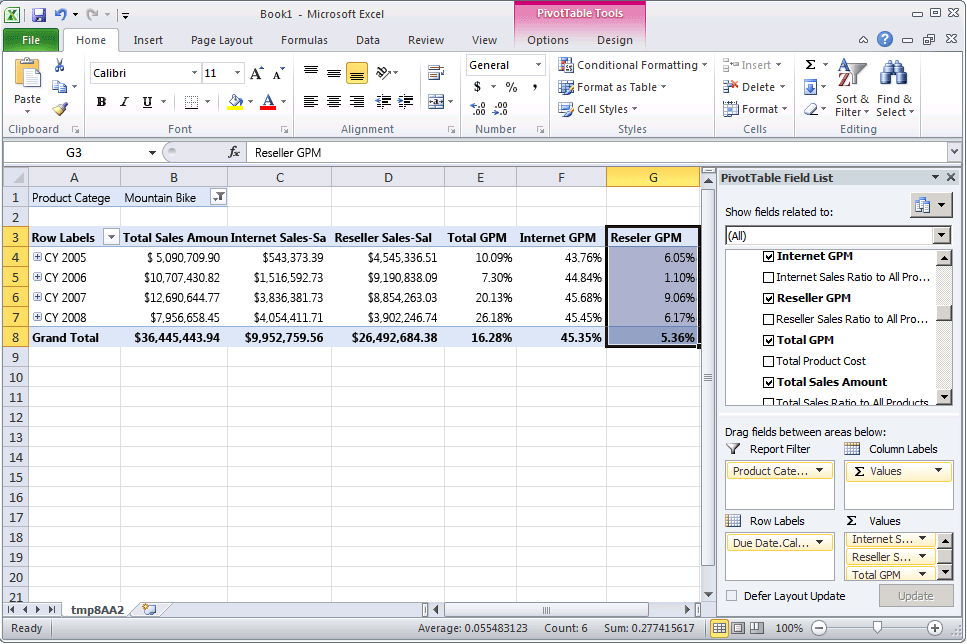 Book1 - Microsoft Excel PivotTable Tools
File Home Insert Page Layout Formulas Data Review View Options Design
Paste Calibri 11 General Conditional Formatting Insert Σ Sort & Find &
B I U $ % , Format as Table Delete Filter Select
Cell Styles Format
Clipboard Font Alignment Number Styles Cells Editing
G3 fx Reseller GPM
A B C D E F G
1 Product Catege Mountain Bike
2
3 Row Labels Total Sales Amoun Internet Sales-Sa Reseller Sales-Sal Total GPM Internet GPM Reseler GPM
4 CY 2005 $ 5,090,709.90 $543,373.39 $4,545,336.51 10.09% 43.76% 6.05%
5 CY 2006 $10,707,430.82 $1,516,592.73 $9,190,838.09 7.30% 44.84% 1.10%
6 CY 2007 $12,690,644.77 $3,836,381.73 $8,854,263.03 20.13% 45.68% 9.06%
7 CY 2008 $7,956,658.45 $4,054,411.71 $3,902,246.74 26.18% 45.45% 6.17%
8 Grand Total $36,445,443.94 $9,952,759.56 $26,492,684.38 16.28% 45.35% 5.36%
9
10
11
12
13
14
15
16
17
18
19
20
21
PivotTable Field List
Show fields related to:
(All)
Internet GPM
Internet Sales Ratio to All Pro...
Reseller GPM
Reseller Sales Ratio to All Pro...
Total GPM
Total Product Cost
Total Sales Amount
Total Sales Ratio to All Products
Drag fields between areas below:
Report Filter Column Labels
Product Cate... Σ Values
Row Labels Σ Values
Due Date.Cal... Internet S...
Reseller S...
Total GPM
Defer Layout Update Update
tmp8AA2
Ready Average: 0.055483123 Count: 6 Sum: 0.277415617 100%